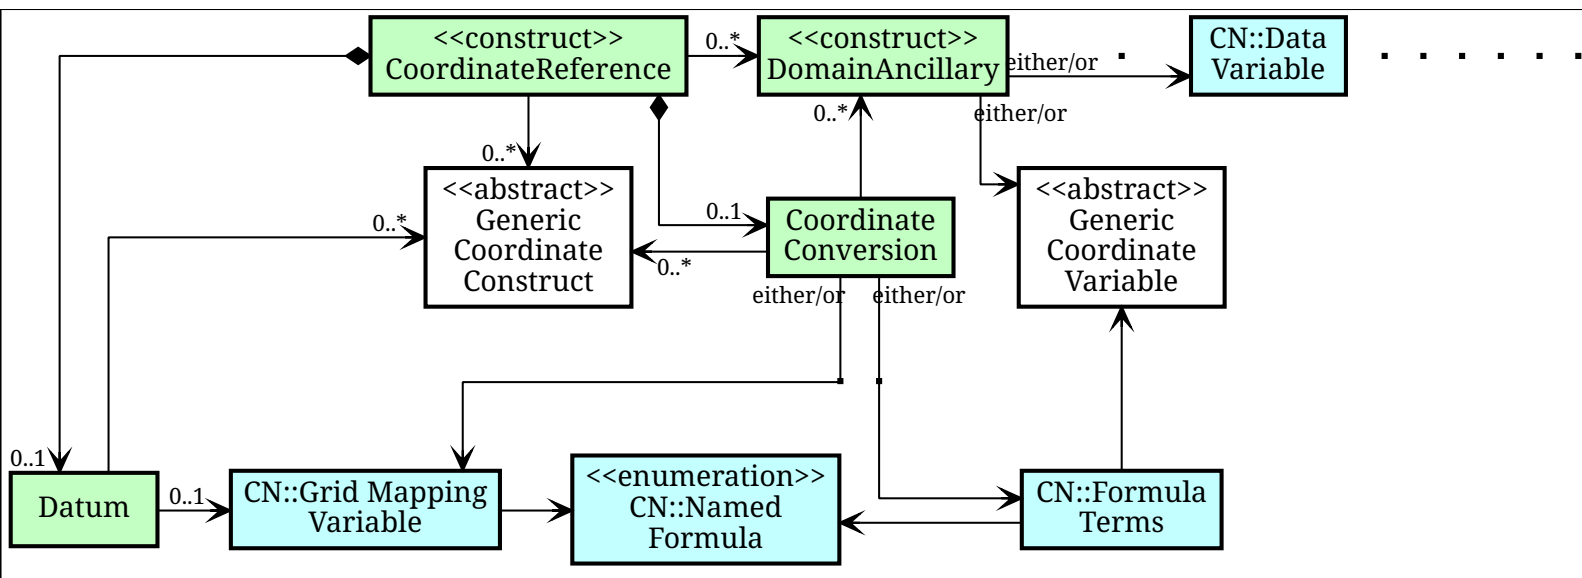 <<construct>>
CoordinateReference
0..*
<<construct>>
DomainAncillary
either/or
CN::Data
Variable
0..*
either/or
0..*
<<abstract>>
Generic
Coordinate
Construct
0..*
0..1
0..*
Coordinate
Conversion
either/or
either/or
<<abstract>>
Generic
Coordinate
Variable
0..1
Datum
0..1
CN::Grid Mapping
Variable
<<enumeration>>
CN::Named
Formula
CN::Formula
Terms